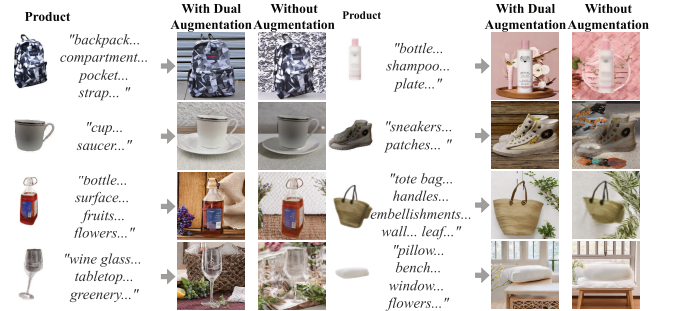 Product
With Dual
Augmentation
Without
Augmentation
"backpack...
compartment...
pocket...
strap... "
"cup...
saucer..."
"bottle...
surface...
fruits...
flowers..."
"wine glass...
tabletop...
greenery..."
Product
With Dual
Augmentation
Without
Augmentation
"bottle...
shampoo...
plate..."
"sneakers...
patches... "
"tote bag...
handles...
embellishments...
wall... leaf..."
"pillow...
bench...
window...
flowers..."